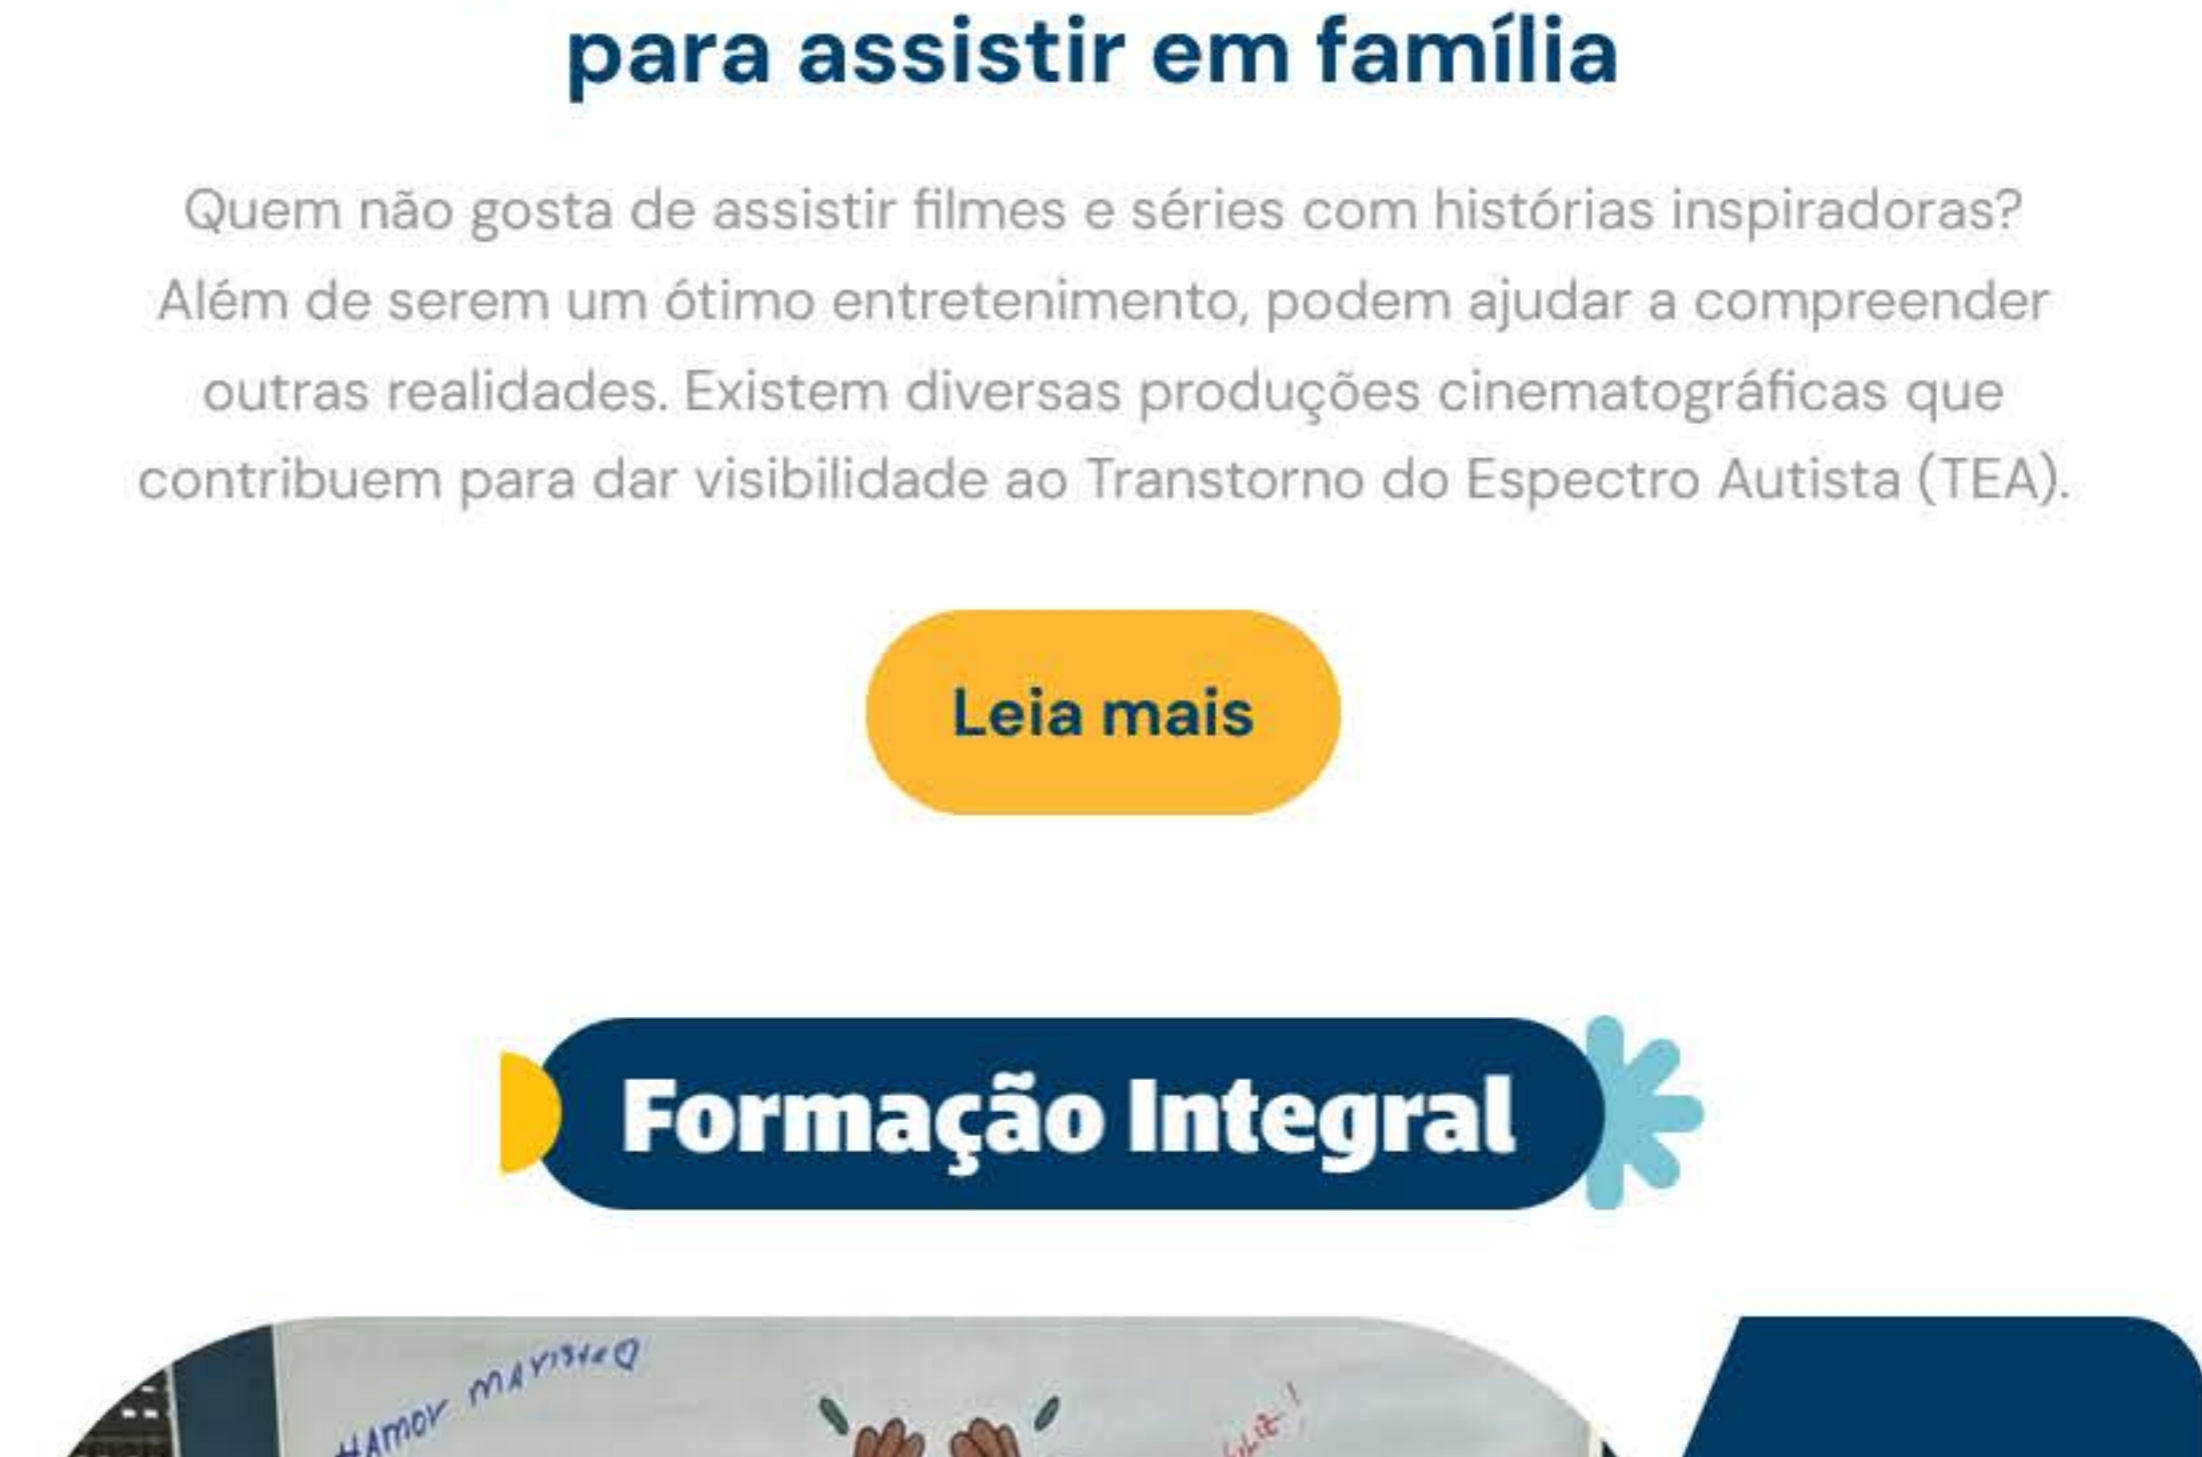 para assistir em família
Quem não gosta de assistir filmes e séries com histórias inspiradoras?
Além de serem um ótimo entretenimento, podem ajudar a compreender
outras realidades. Existem diversas produções cinematográficas que
contribuem para dar visibilidade ao Transtorno do Espectro Autista (TEA).
Leia mais
Formação Integral
#Amor MAristA